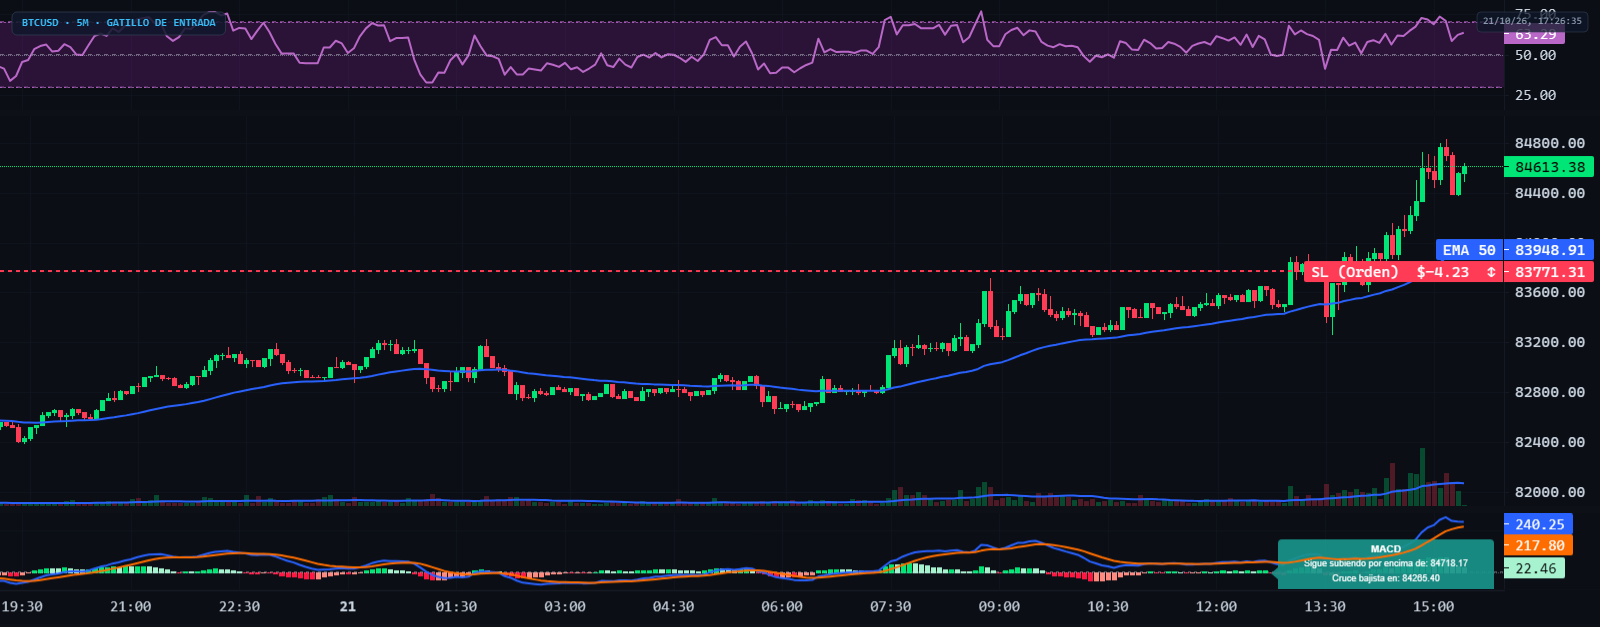 BTCUSD · 5M · GATILLO DE ENTRADA
21/10/26, 17:26:35
75.00
63.29
50.00
25.00
84800.00
84613.38
84400.00
EMA 50 83948.91
SL (Orden) $-4.23 ↕ 83771.31
83600.00
83200.00
82800.00
82400.00
82000.00
240.25
217.80
22.46
MACD
Sigue subiendo por encima de: 84718.17
Cruce bajista en: 84265.40
19:30 21:00 22:30 21 01:30 03:00 04:30 06:00 07:30 09:00 10:30 12:00 13:30 15:00